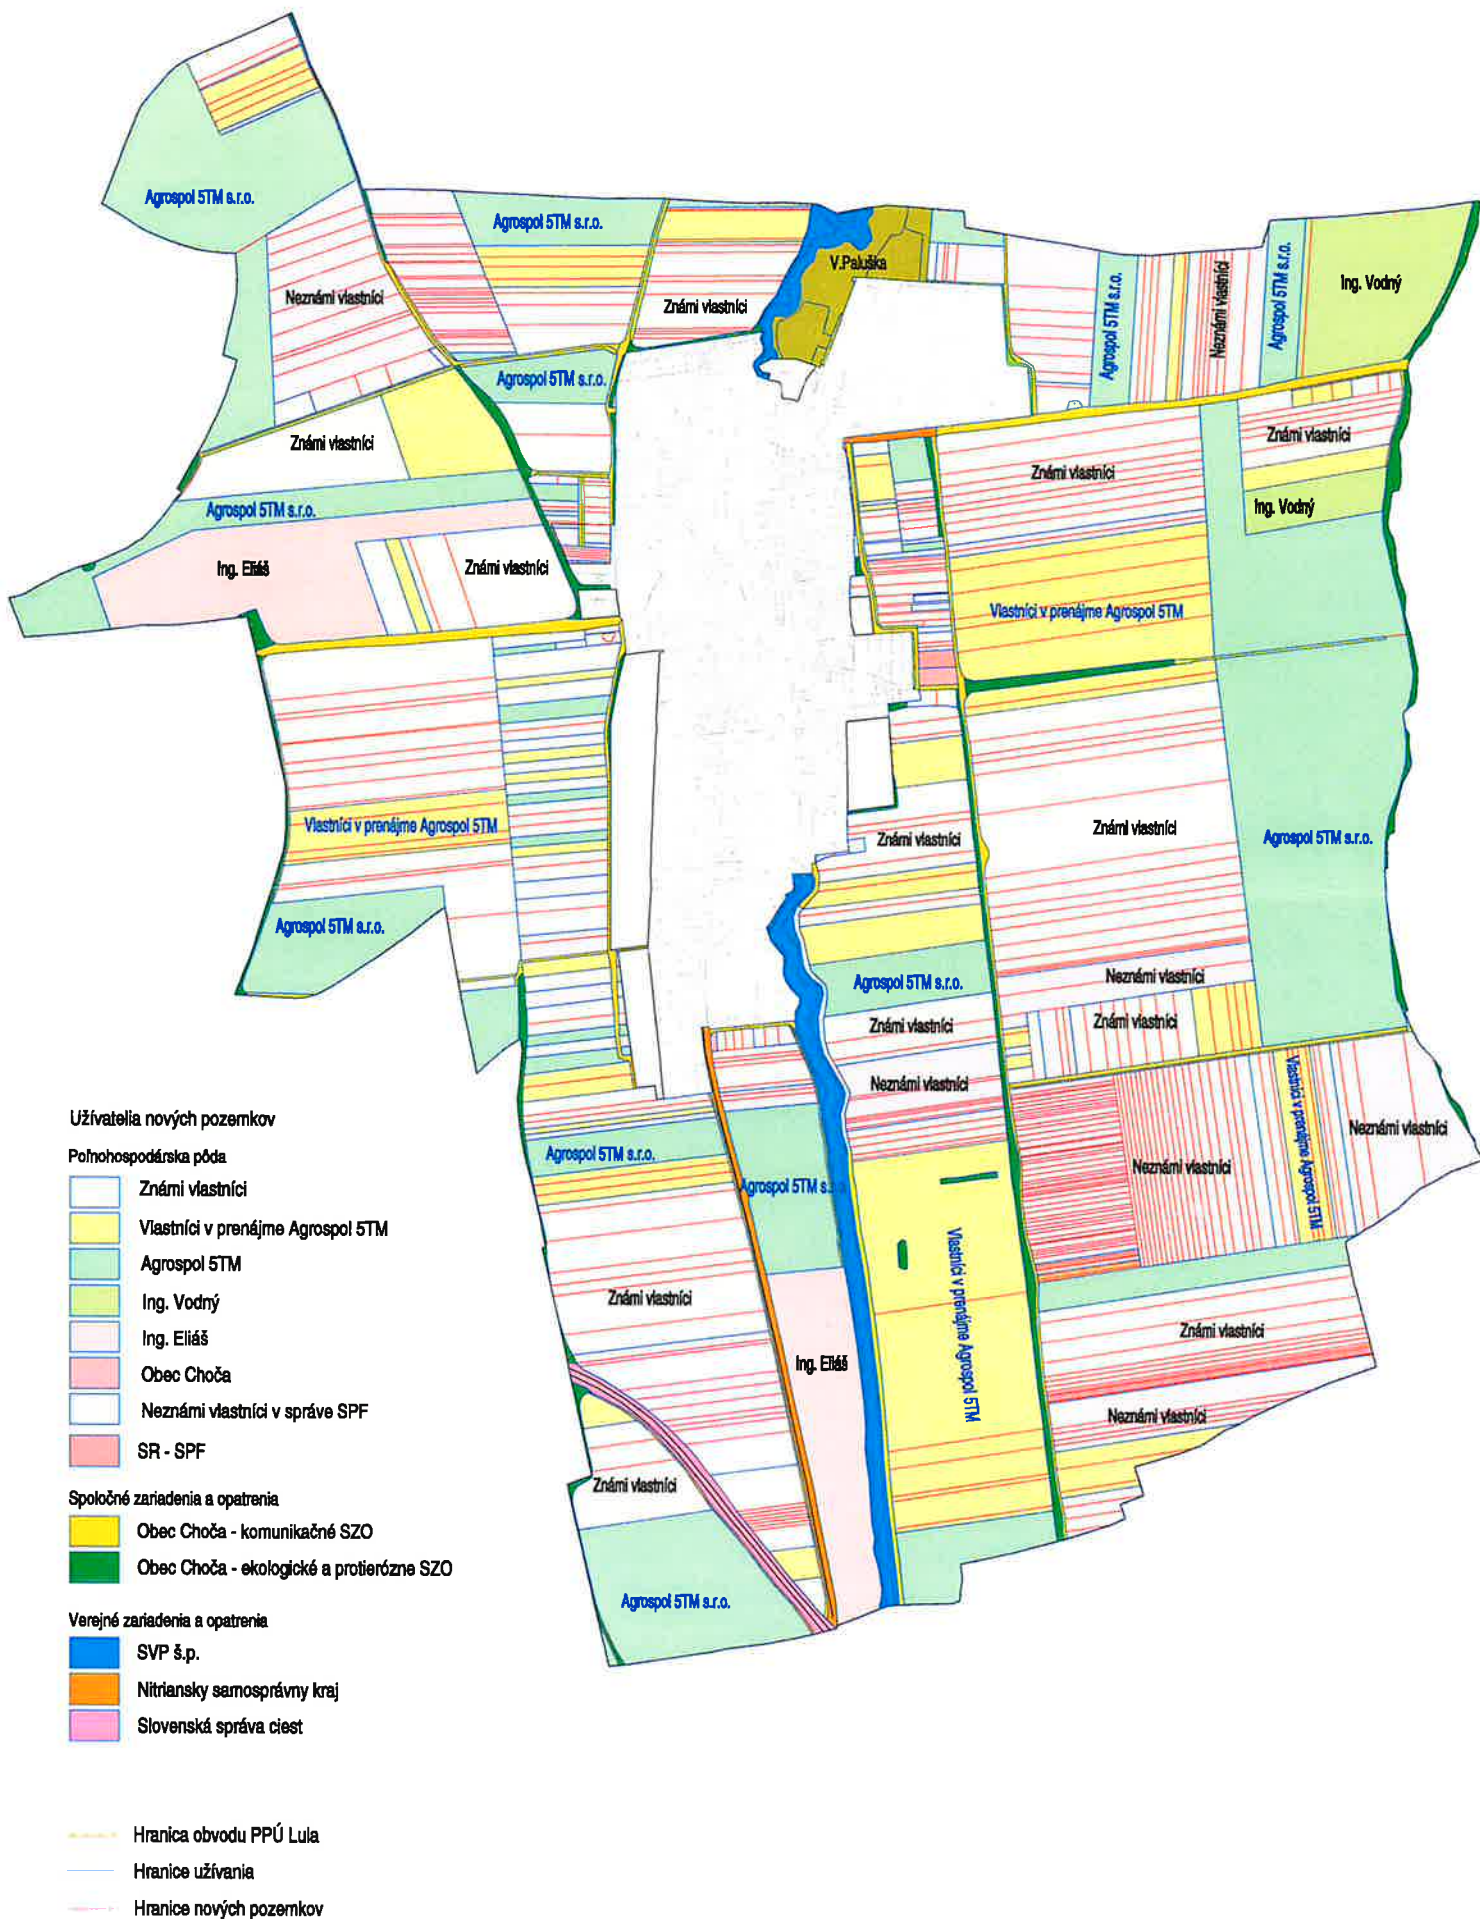 Agrospol 5TM s.r.o.
Agrospol 5TM s.r.o.
V.Paluška
Neznámi vlastníci
Známi vlastníci
Agrospol 5TM s.r.o.
Neznámi vlastníci
Agrospol 5TM s.r.o.
Ing. Vodný
Agrospol 5TM s.r.o.
Známi vlastníci
Známi vlastníci
Známi vlastníci
Agrospol 5TM s.r.o.
Ing. Vodný
Ing. Eliáš
Známi vlastníci
Vlastníci v prenájme Agrospol 5TM
Vlastníci v prenájme Agrospol 5TM
Známi vlastníci
Známi vlastníci
Agrospol 5TM s.r.o.
Agrospol 5TM s.r.o.
Agrospol 5TM s.r.o.
Neznámi vlastníci
Známi vlastníci
Známi vlastníci
Neznámi vlastníci
Vlastníci v prenájme Agrospol 5TM
Neznámi vlastníci
Neznámi vlastníci
Agrospol 5TM s.r.o.
Agrospol 5TM s.r.o.
Vlastníci v prenájme Agrospol 5TM
Známi vlastníci
Známi vlastníci
Ing. Eliáš
Neznámi vlastníci
Známi vlastníci
Agrospol 5TM s.r.o.
Užívatelia nových pozemkov
Poľnohospodárska pôda
Známi vlastníci
Vlastníci v prenájme Agrospol 5TM
Agrospol 5TM
Ing. Vodný
Ing. Eliáš
Obec Choča
Neznámi vlastníci v správe SPF
SR - SPF
Spoločné zariadenia a opatrenia
Obec Choča - komunikačné SZO
Obec Choča - ekologické a protierózne SZO
Verejné zariadenia a opatrenia
SVP š.p.
Nitriansky samosprávny kraj
Slovenská správa ciest
Hranica obvodu PPÚ Lula
Hranice užívania
Hranice nových pozemkov